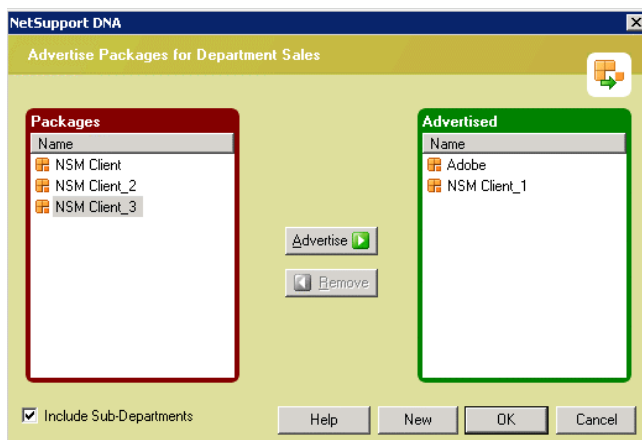 NetSupport DNA
Advertise Packages for Department Sales
Packages
Name
NSM Client
NSM Client_2
NSM Client_3
Advertise
Remove
Advertised
Name
Adobe
NSM Client_1
Include Sub-Departments
Help
New
OK
Cancel